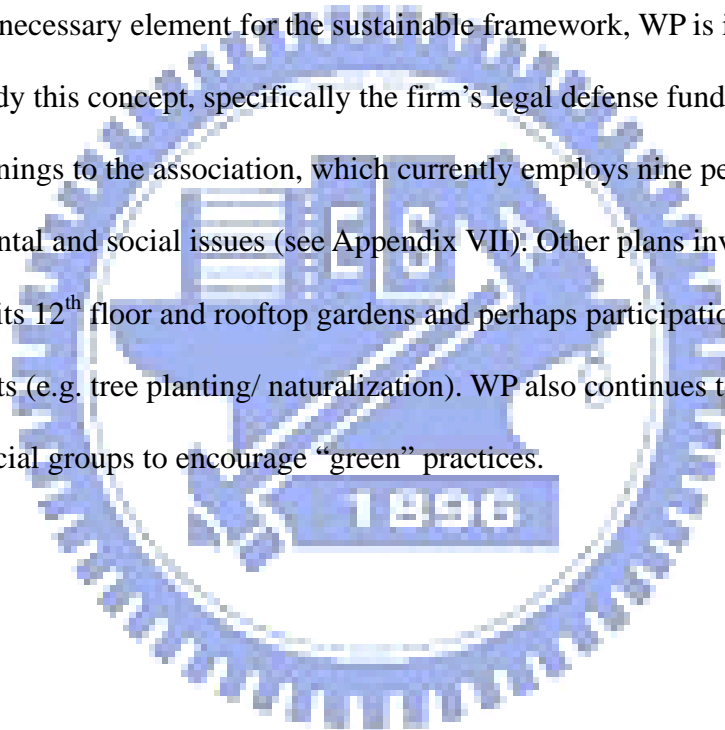 necessary element for the sustainable framework, WP is i
dy this concept, specifically the firm’s legal defense fund
nings to the association, which currently employs nine pe
ntal and social issues (see Appendix VII). Other plans inv
its 12th floor and rooftop gardens and perhaps participatio
ts (e.g. tree planting/ naturalization). WP also continues t
cial groups to encourage “green” practices.
1896